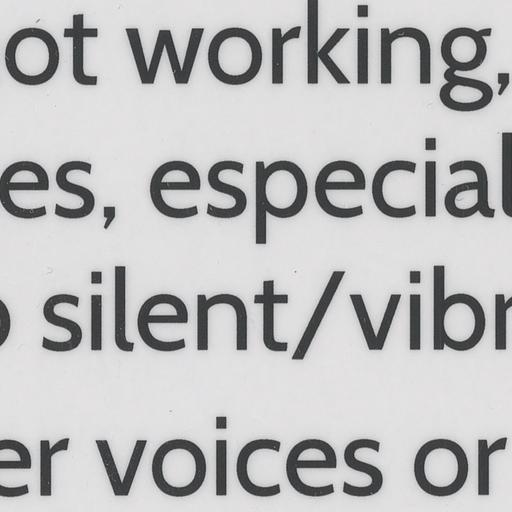 ot working,
es, especial
o silent/vibr
er voices or